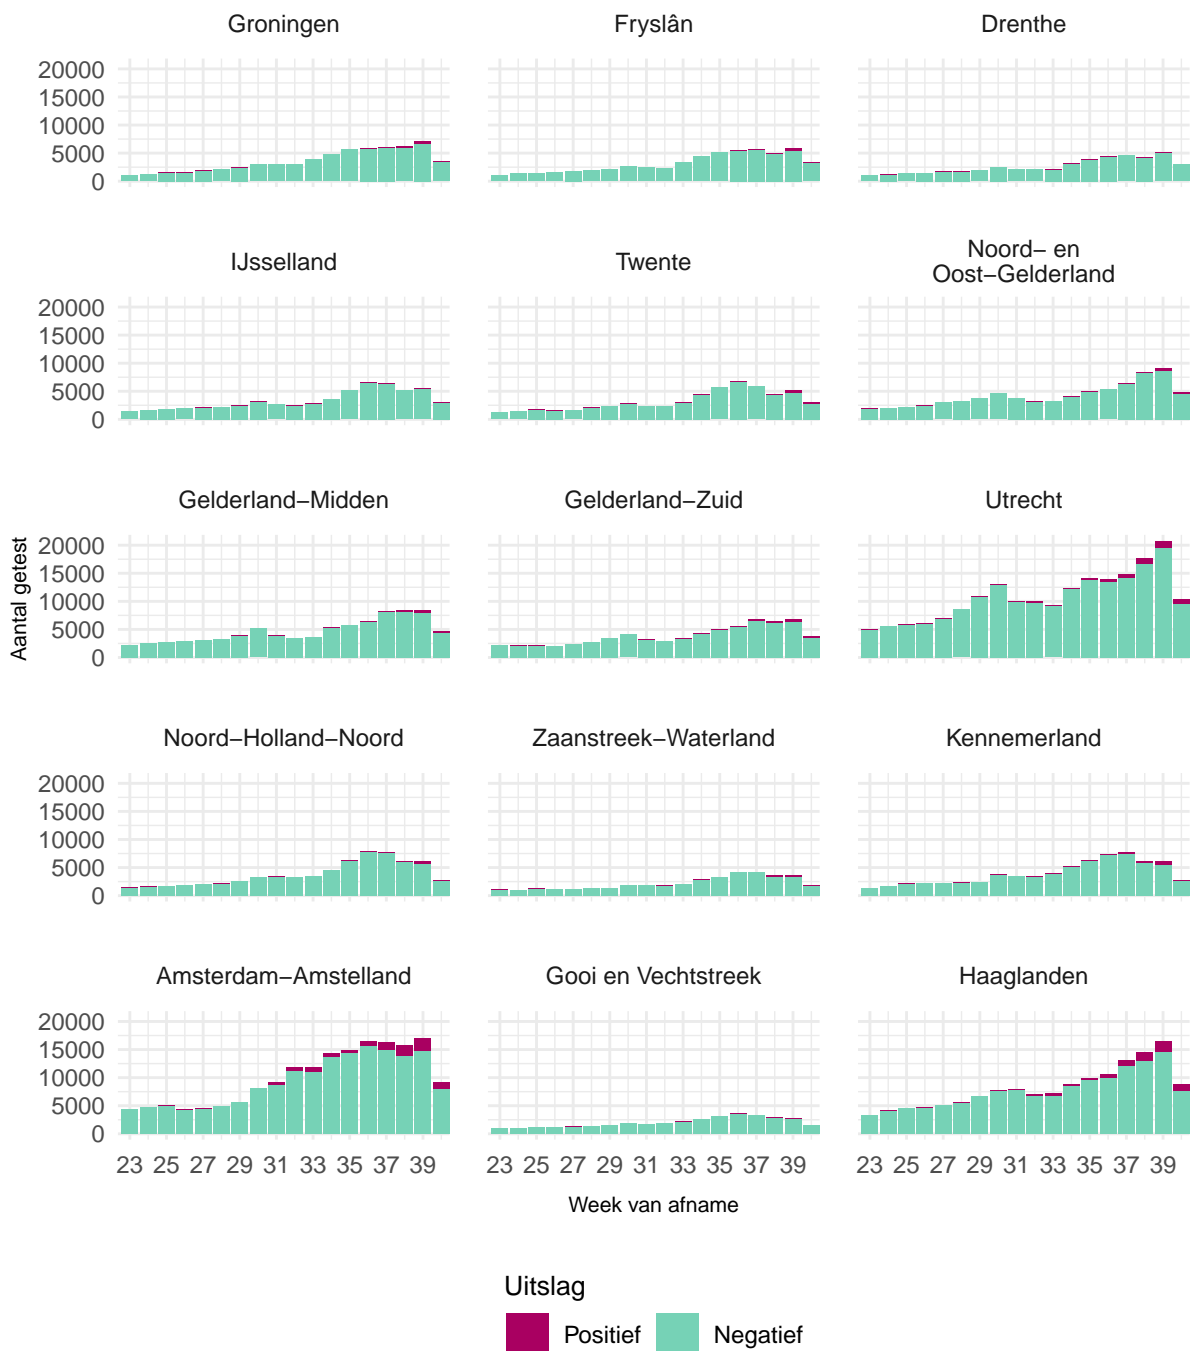 Groningen
Fryslân
Drenthe
20000
15000
10000
5000
0
IJsselland
Twente
Noord− en
Oost−Gelderland
20000
15000
10000
5000
0
Gelderland−Midden
Gelderland−Zuid
Utrecht
20000
15000
10000
5000
0
Aantal getest
Noord−Holland−Noord
Zaanstreek−Waterland
Kennemerland
20000
15000
10000
5000
0
Amsterdam−Amstelland
Gooi en Vechtstreek
Haaglanden
20000
15000
10000
5000
0
23 25 27 29 31 33 35 37 39
23 25 27 29 31 33 35 37 39
23 25 27 29 31 33 35 37 39
Week van afname
Uitslag
Positief
Negatief